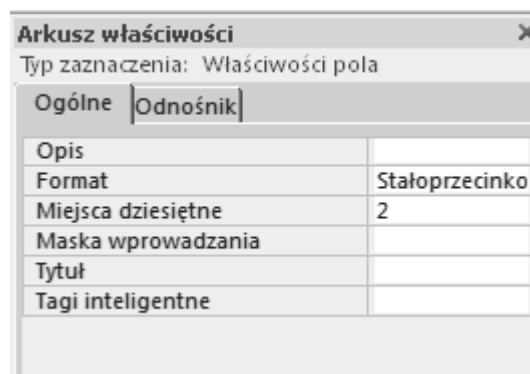 Arkusz właściwości
Typ zaznaczenia: Właściwości pola
Ogólne Odnośnik
Opis
Format Stałoprzecinko
Miejsca dziesiętne 2
Maska wprowadzania
Tytuł
Tagi inteligentne